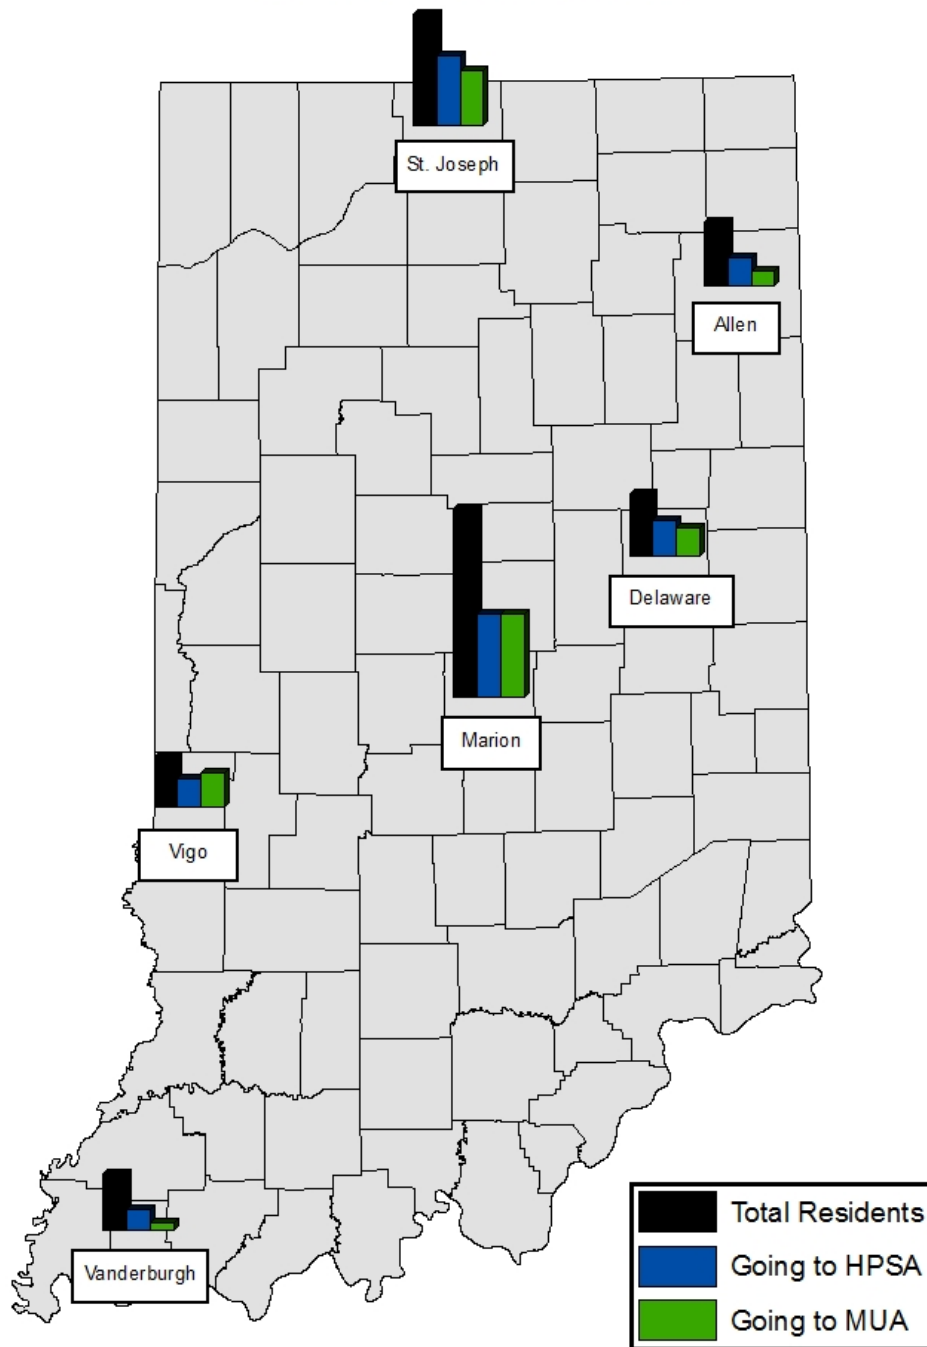 St. Joseph
Allen
Delaware
Marion
Vigo
Vanderburgh
Total Residents
Going to HPSA
Going to MUA